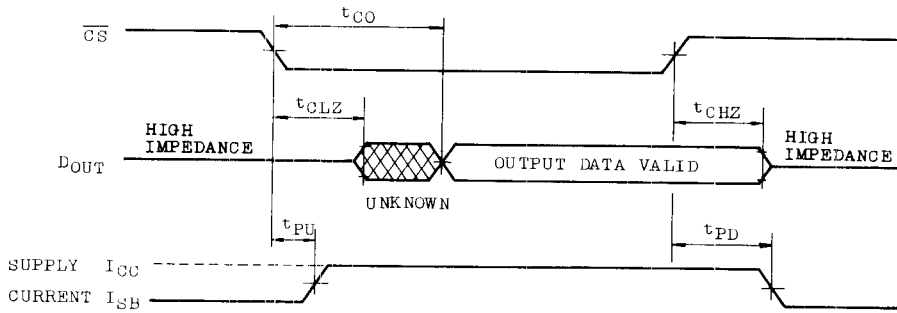 tCO
CS
tCLZ
tCHZ
HIGH IMPEDANCE
DOUT
OUTPUT DATA VALID
HIGH IMPEDANCE
UNKNOWN
tPU
tPD
SUPPLY ICC
CURRENT ISB